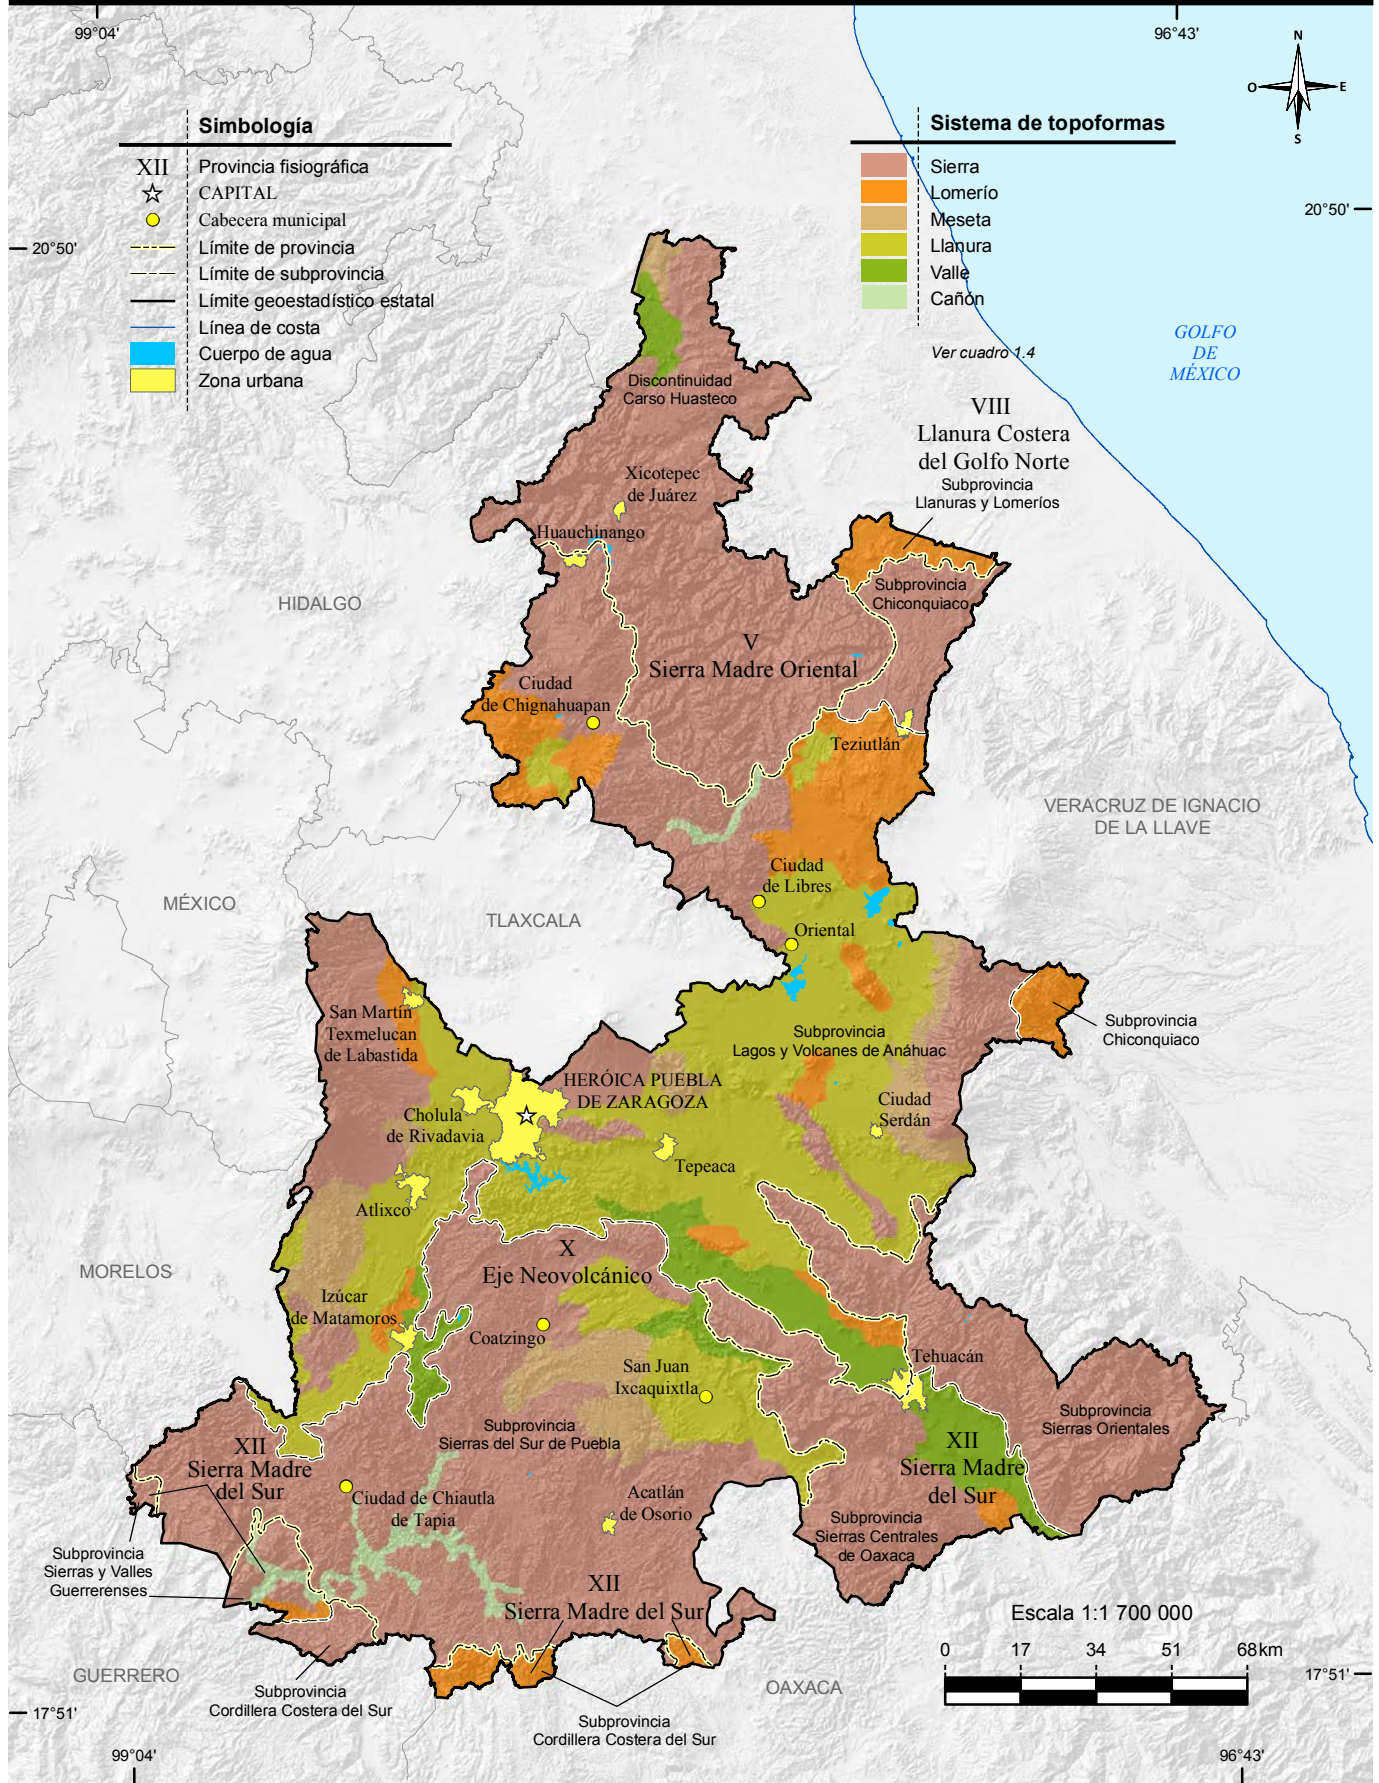 99°04'
96°43'
N
O
E
S
Simbología
XII Provincia fisiográfica
CAPITAL
Cabecera municipal
Límite de provincia
Límite de subprovincia
Límite geoestadístico estatal
Línea de costa
Cuerpo de agua
Zona urbana
Sistema de topoformas
Sierra
Lomerío
Meseta
Llanura
Valle
Cañón
Ver cuadro 1.4
20°50'
20°50'
GOLFO
DE
MÉXICO
Discontinuidad
Carso Huasteco
VIII
Llanura Costera
del Golfo Norte
Subprovincia
Llanuras y Lomeríos
Xicotepec
de Juárez
Huauchinango
Subprovincia
Chiconquiaco
HIDALGO
V
Sierra Madre Oriental
Ciudad
de Chignahuapan
Teziutlán
VERACRUZ DE IGNACIO
DE LA LLAVE
Ciudad
de Libres
MÉXICO
TLAXCALA
Oriental
San Martín
Texmelucan
de Labastida
Subprovincia
Lagos y Volcanes de Anáhuac
Subprovincia
Chiconquiaco
HERÓICA PUEBLA
DE ZARAGOZA
Cholula
de Rivadavia
Ciudad
Serdán
Tepeaca
Atlixco
MORELOS
X
Eje Neovolcánico
Izúcar
de Matamoros
Coatzingo
San Juan
Ixcaquixtla
Tehuacán
Subprovincia
Sierras del Sur de Puebla
Subprovincia
Sierras Orientales
XII
Sierra Madre
del Sur
XII
Sierra Madre
del Sur
Ciudad de Chiautla
de Tapia
Acatlán
de Osorio
Subprovincia
Sierras Centrales
de Oaxaca
Subprovincia
Sierras y Valles
Guerrerenses
XII
Sierra Madre del Sur
Escala 1:1 700 000
0 17 34 51 68km
GUERRERO
Subprovincia
Cordillera Costera del Sur
Subprovincia
Cordillera Costera del Sur
OAXACA
17°51'
17°51'
99°04'
96°43'